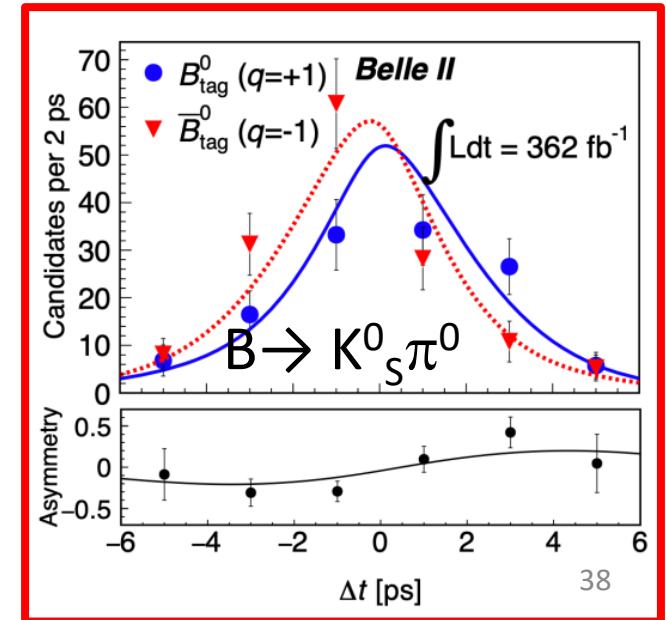 Candidates per 2 ps
70
60
50
40
30
20
10
0
B⁰tag (q=+1)
B̅⁰tag (q=-1)
Belle II
∫Ldt = 362 fb⁻¹
B→ K⁰Sπ⁰
Asymmetry
0.5
0
−0.5
−6 −4 −2 0 2 4 6
Δt [ps]
38